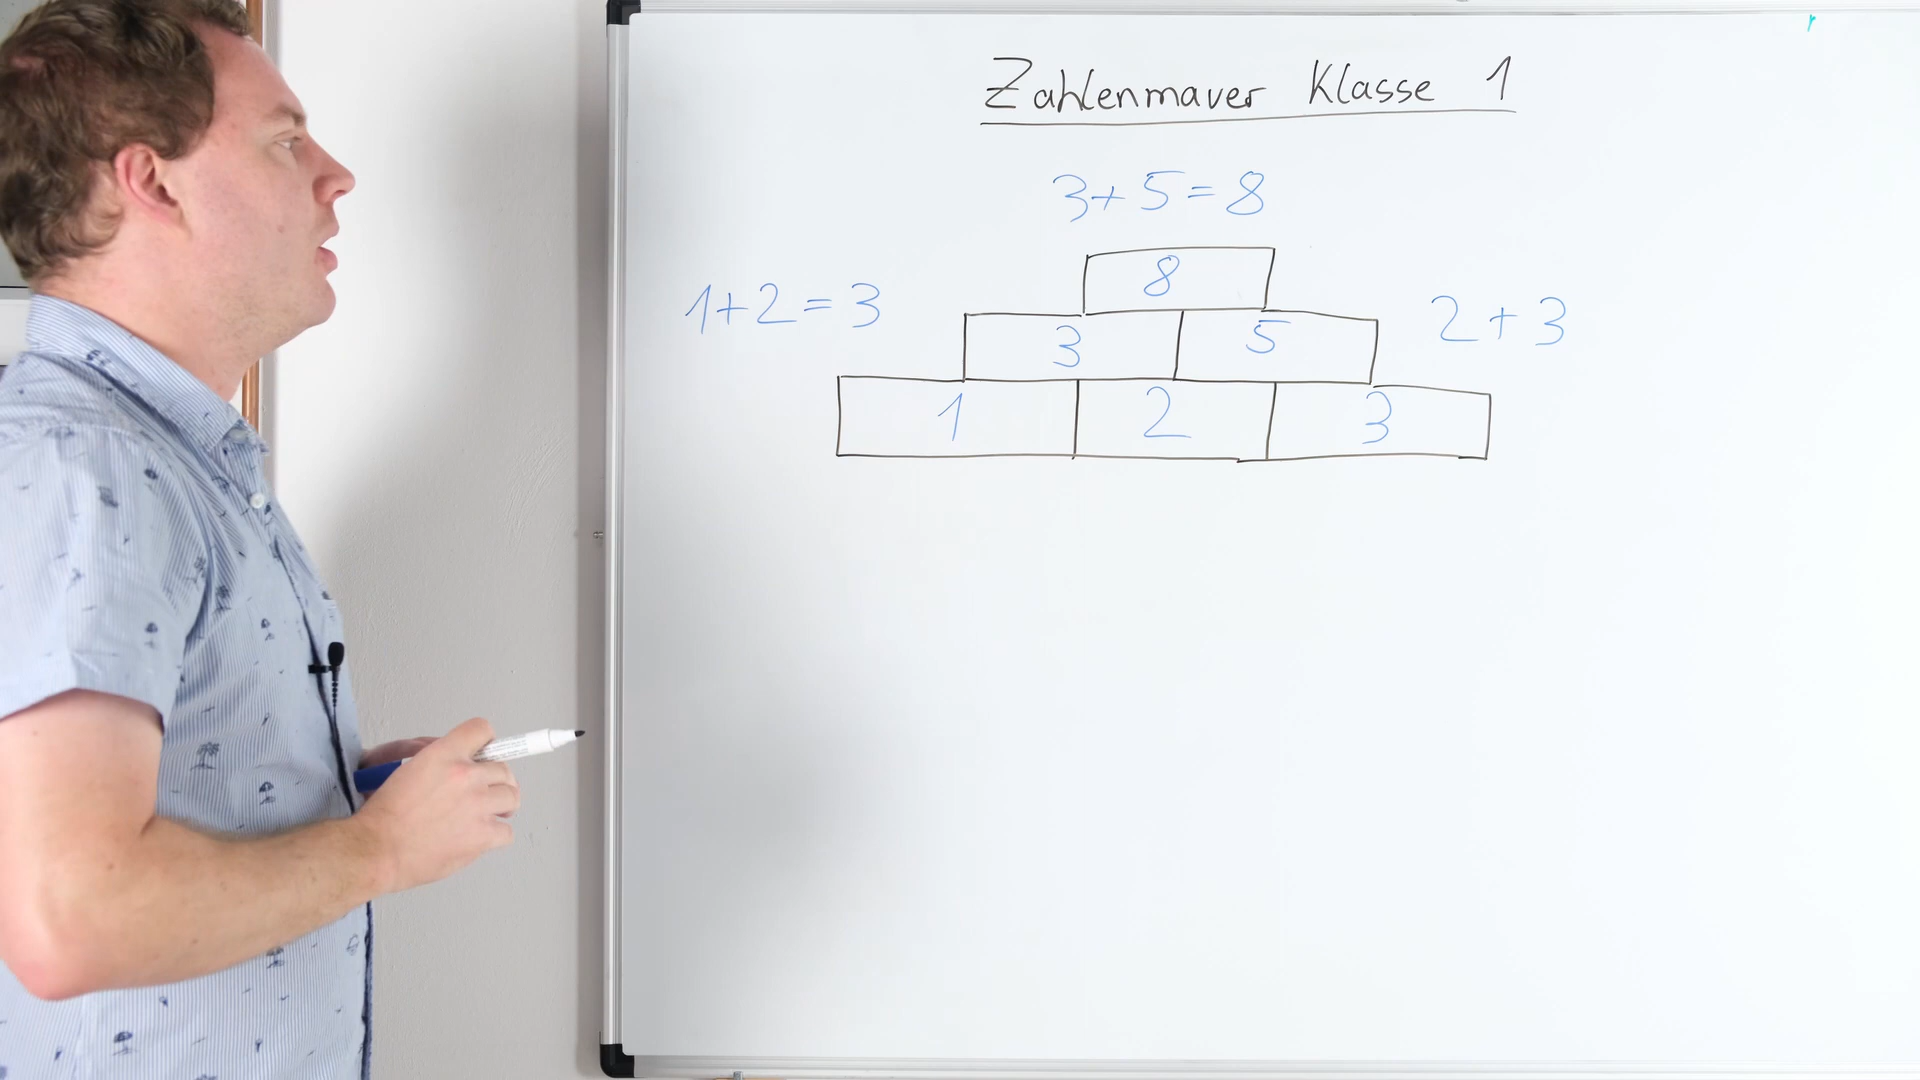 Zahlenmauer Klasse 1
3+5=8
8
1+2=3
3 5
2+3
1 2 3